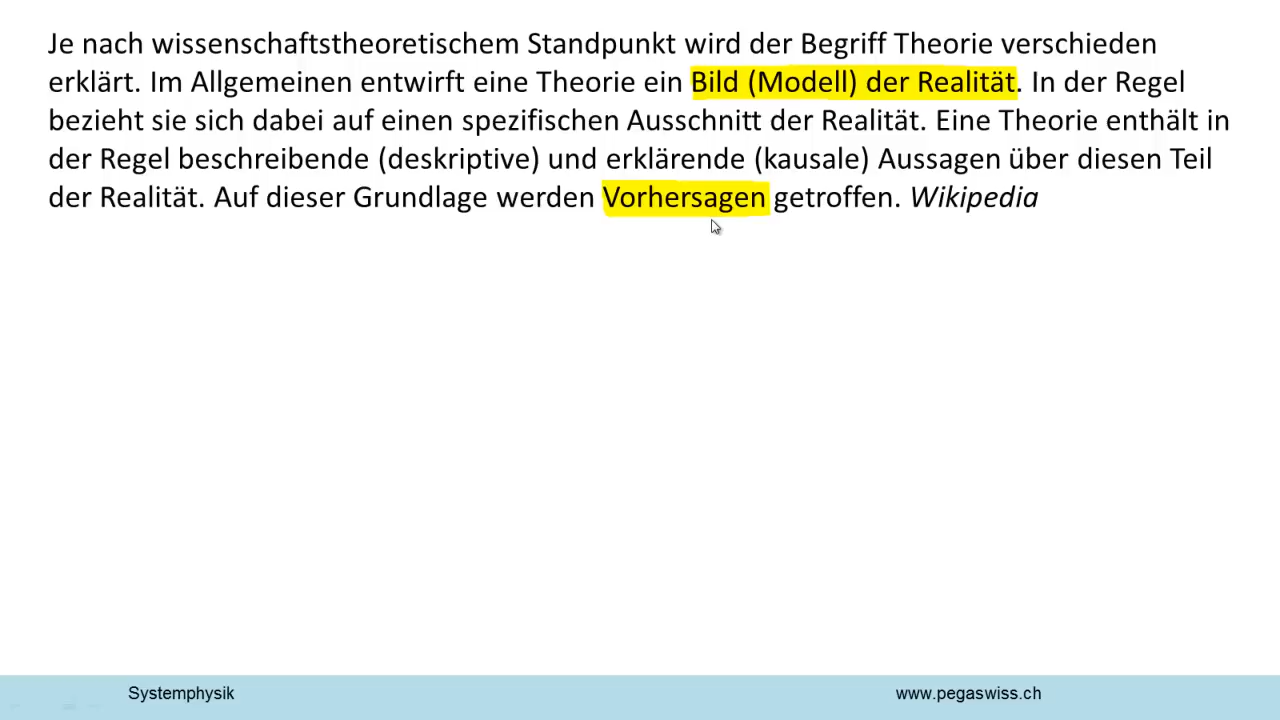 Je nach wissenschaftstheoretischem Standpunkt wird der Begriff Theorie verschieden
erklärt. Im Allgemeinen entwirft eine Theorie ein Bild (Modell) der Realität. In der Regel
bezieht sie sich dabei auf einen spezifischen Ausschnitt der Realität. Eine Theorie enthält in
der Regel beschreibende (deskriptive) und erklärende (kausale) Aussagen über diesen Teil
der Realität. Auf dieser Grundlage werden Vorhersagen getroffen. Wikipedia
Systemphysik
www.pegaswiss.ch